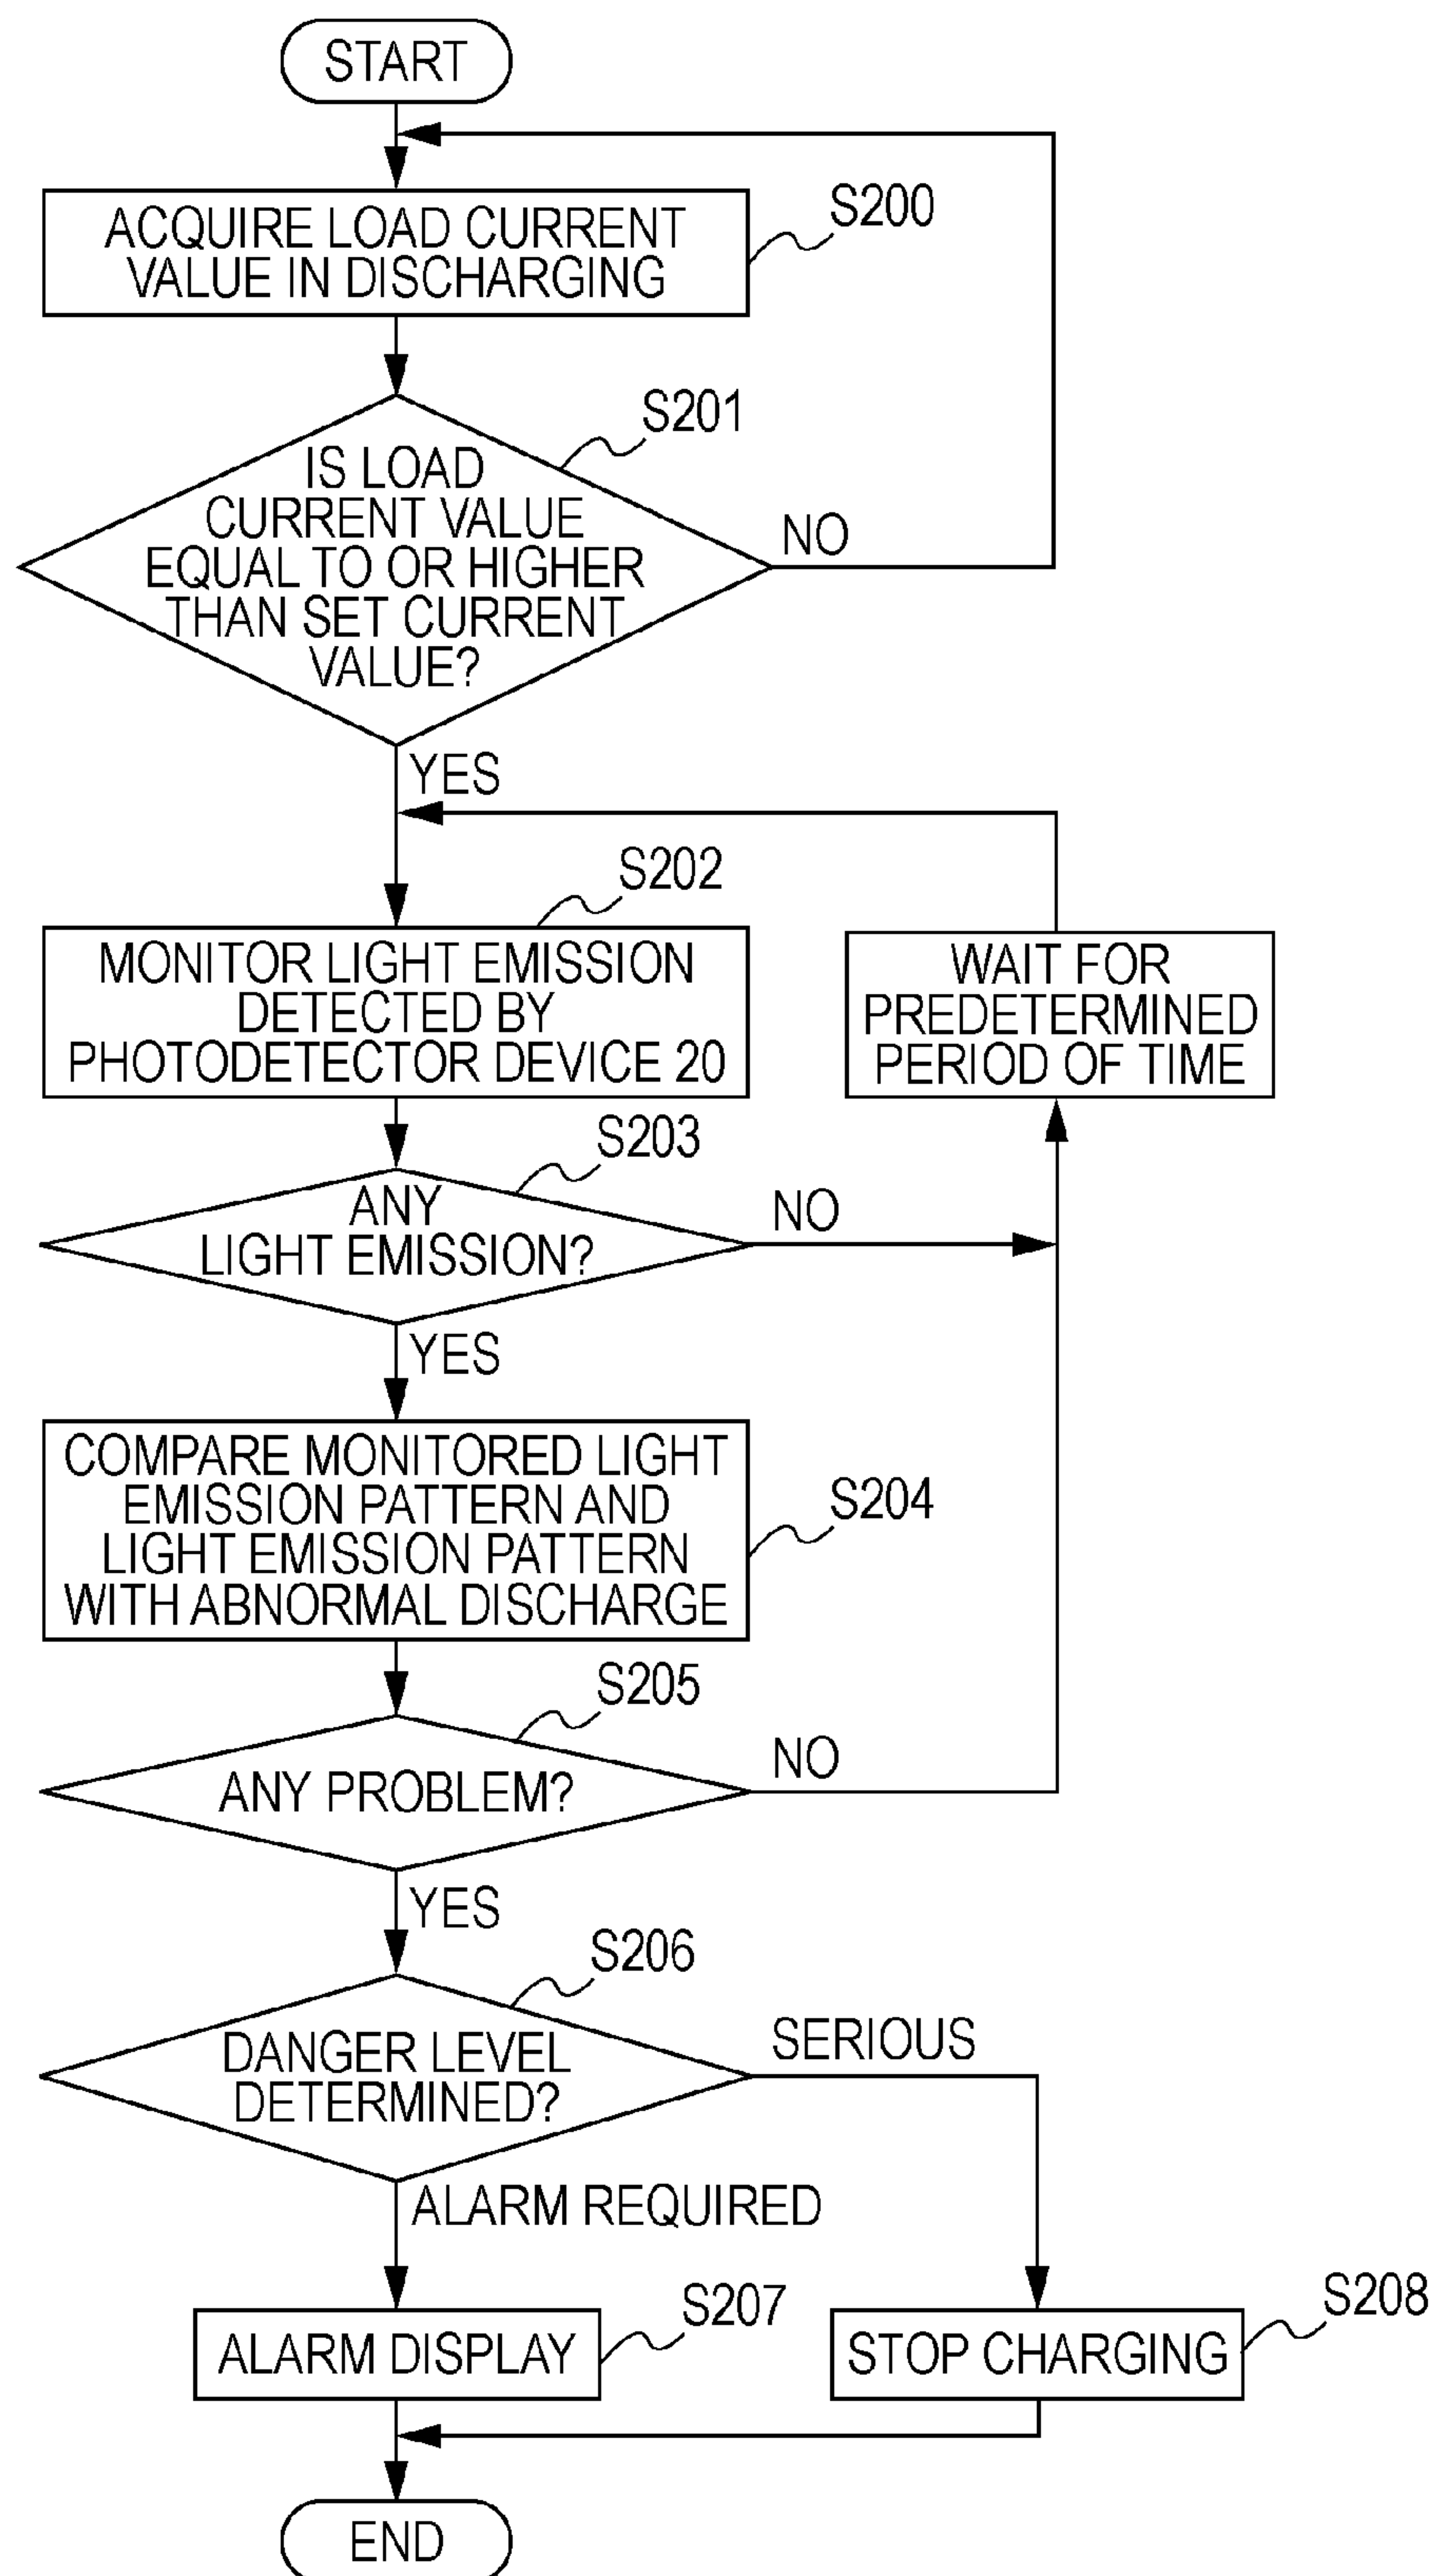 START
ACQUIRE LOAD CURRENT
VALUE IN DISCHARGING
S200
S201
IS LOAD
CURRENT VALUE
EQUAL TO OR HIGHER
THAN SET CURRENT
VALUE?
NO
YES
S202
MONITOR LIGHT EMISSION
DETECTED BY
PHOTODETECTOR DEVICE 20
WAIT FOR
PREDETERMINED
PERIOD OF TIME
S203
ANY
LIGHT EMISSION?
NO
YES
COMPARE MONITORED LIGHT
EMISSION PATTERN AND
LIGHT EMISSION PATTERN
WITH ABNORMAL DISCHARGE
S204
S205
ANY PROBLEM?
NO
YES
S206
DANGER LEVEL
DETERMINED?
SERIOUS
ALARM REQUIRED
S207
ALARM DISPLAY
S208
STOP CHARGING
END